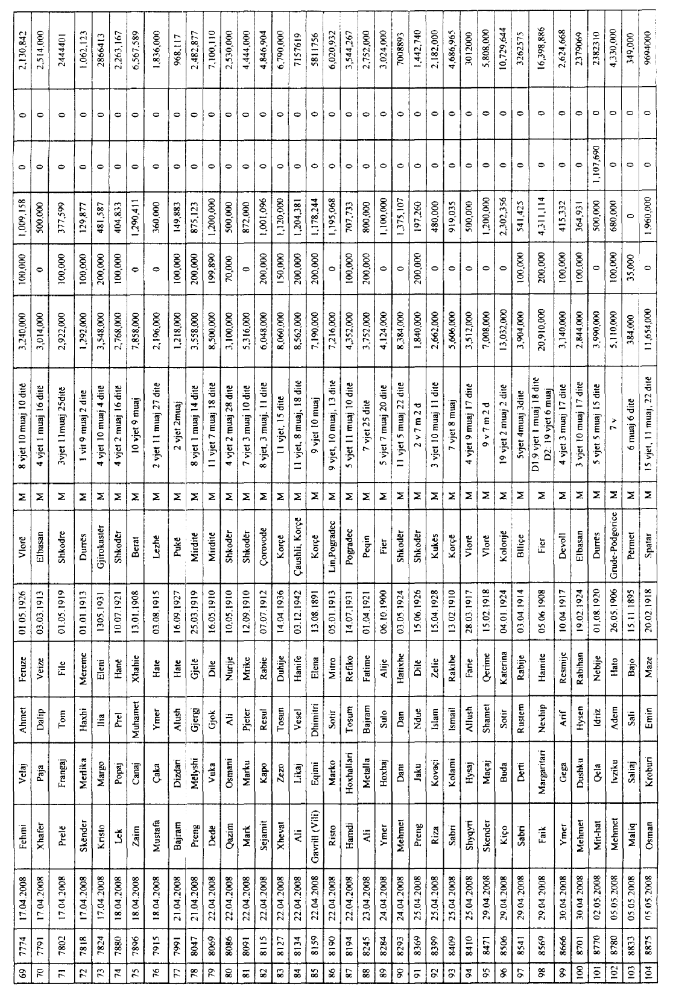 69 7774 17.04.2008 Fehmi Velaj Ahmet Feruze 01.05.1926 Vlorë M 8 vjet 10 muaj 10 ditë 3,240,000 100,000 1,009,158 0 0 2,130,842
70 7791 17.04.2008 Xhafer Paja Dalip Veize 03.03.1913 Elbasan M 4 vjet 1 muaj 16 dite 3,014,000 0 500,000 0 0 2,514,000
71 7802 17.04.2008 Prelë Frangaj Tom File 01.05.1919 Shkodre M 3vjet 11muaj 25ditë 2,922,000 100,000 377,599 0 0 2444401
72 7818 17.04.2008 Skënder Merlika Haxhi Mereme 01.01.1913 Durrës M 1 vit 9 muaj 2 ditë 1,292,000 100,000 129,877 0 0 1,062,123
73 7824 17.04.2008 Kristo Margo Ilia Eleni 1305.1931 Gjirokastër M 4 vjet 10 muaj 4 ditë 3,548,000 200,000 481,587 0 0 2866413
74 7880 18.04.2008 Lek Popaj Prel Hanë 10.07.1921 Shkodër M 4 vjet 2 muaj 16 ditë 2,768,000 100,000 404,833 0 0 2,263,167
75 7896 18.04.2008 Zaim Canaj Muhamet Xhahie 13.01.1908 Berat M 10 vjet 9 muaj 7,858,000 0 1,290,411 0 0 6,567,589
76 7915 18.04.2008 Mustafa Çaka Ymer Hate 03.08.1915 Lezhë M 2 vjet 11 muaj 27 ditë 2,196,000 0 360,000 0 0 1,836,000
77 7991 21.04.2008 Bajram Dizdari Alush Hate 16.09.1927 Pukë M 2 vjet 2muaj 1,218,000 100,000 149,883 0 0 968,117
78 8047 21.04.2008 Preng Mëlyshi Gjergj Gjelë 25.03.1919 Mirditë M 8 vjet 1 muaj 14 ditë 3,558,000 200,000 875,123 0 0 2,482,877
79 8069 22.04.2008 Dedë Vuka Gjok Dile 16.05.1910 Mirditë M 11 vjet 7 muaj 18 ditë 8,500,000 199,890 1,200,000 0 0 7,100,110
80 8086 22.04.2008 Qazim Osmani Ali Nurije 10.05.1910 Shkodër M 4 vjet 2 muaj 28 ditë 3,100,000 70,000 500,000 0 0 2,530,000
81 8091 22.04.2008 Mark Marku Pjeter Mrike 12.09.1910 Shkodër M 7 vjet 3 muaj 10 ditë 5,316,000 0 872,000 0 0 4,444,000
82 8115 22.04.2008 Sejamit Kapo Resul Rabie 07.07.1912 Çorovodë M 8 vjet, 3 muaj, 11 ditë 6,048,000 200,000 1,001,096 0 0 4,846,904
83 8127 22.04.2008 Xhevat Zezo Tosun Duhije 14.04.1936 Korçë M 11 vjet, 15 ditë 8,060,000 150,000 1,120,000 0 0 6,790,000
84 8134 22.04.2008 Ali Likaj Vesel Hanife 03.12.1942 Çaushli, Korçë M 11 vjet, 8 muaj, 18 ditë 8,562,000 200,000 1,204,381 0 0 7157619
85 8159 22.04.2008 Gavrill (Vili) Eqimi Dhimitri Elena 13.08.1891 Korçë M 9 vjet 10 muaj 7,190,000 200,000 1,178,244 0 0 5811756
86 8190 22.04.2008 Risto Marko Sotir Mitro 05.01.1913 Lin,Pogradec M 9 vjet, 10 muaj, 13 ditë 7,216,000 0 1,195,068 0 0 6,020,932
87 8194 22.04.2008 Hamdi Hoxhallari Tosum Refiko 14.07.1931 Pogradec M 5 vjet 11 muaj 10 ditë 4,352,000 100,000 707,733 0 0 3,544,267
88 8245 23.04.2008 Ali Metalla Bajram Fatime 01.04.1921 Peqin M 7 vjet 25 ditë 3,752,000 200,000 800,000 0 0 2,752,000
89 8284 24.04.2008 Ymer Hoxhaj Sulo Alije 06.10.1900 Fier M 5 vjet 7 muaj 20 ditë 4,124,000 1,100,000 0 0 3,024,000
90 8293 24.04.2008 Mehmet Dani Dan Hatixhe 03.05.1924 Shkodër M 11 vjet 5 muaj 22 ditë 8,384,000 1,375,107 0 0 7008893
91 8369 25.04.2008 Preng Jaku Ndue Dilë 15.06.1926 Shkodër M 2 v 7 m 2 d 1,840,000 200,000 197,260 0 0 1,442,740
92 8399 25.04.2008 Riza Kovaçi Islam Zelie 15.04.1928 Kukës M 3 vjet 10 muaj 11 ditë 2,662,000 0 480,000 0 0 2,182,000
93 8409 25.04.2008 Sabri Kolami Ismail Rakibe 13.02.1910 Korçë M 7 vjet 8 muaj 5,606,000 0 919,035 0 0 4,686,965
94 8410 25.04.2008 Shyqyri Hysaj Allush Farie 28.03.1917 Vlorë M 4 vjet 9 muaj 17 ditë 3,512,000 0 500,000 0 0 3012000
95 8471 29.04.2008 Skender Maçaj Shamet Qerime 15.02.1918 Vlorë M 9 v 7 m 2 d 7,008,000 0 1,200,000 0 0 5,808,000
96 8506 29.04.2008 Kiço Buda Sotir Katerina 04.01.1924 Kolonjë M 19 vjet 2 muaj 2 ditë 13,032,000 0 2,302,356 0 0 10,729,644
97 8541 29.04.2008 Sabri Derti Rustem Rabije 03.04.1914 Billiçe M 5vjet 4muaj 3dite 3,904,000 100,000 541,425 0 0 3262575
98 8569 29.04.2008 Faik Margaritari Nexhip Hamite 05.06.1908 Fier M D1:9 vjet 1 muaj 18 ditë D2: 19 vjet 6 muaj 20,910,000 200,000 4,311,114 0 0 16,398,886
99 8666 30.04.2008 Ymer Gega Arif Resmije 10.04.1917 Devoll M 4 vjet 3 muaj 17 ditë 3,140,000 100,000 415,332 0 0 2,624,668
100 8701 30.04.2008 Mehmet Dushku Hysen Rabihan 19.02.1924 Elbasan M 3 vjet 10 muaj 17 ditë 2,844,000 100,000 364,931 0 0 2379069
101 8770 02.05.2008 Mit-hat Qela Idriz Nebije 01.08.1920 Durrës M 5 vjet 5 muaj 15 ditë 3,990,000 0 500,000 1,107,690 0 2382310
102 8780 05.05.2008 Mehmet Ivziku Adem Hato 26.05.1906 Grude-Podgorice M 7 v 5,110,000 100,000 680,000 0 0 4,330,000
103 8833 05.05.2008 Maliq Saliaj Sali Bajo 15.11.1895 Permet M 6 muaj 6 dite 384,000 35,000 0 0 0 349,000
104 8875 05.05.2008 Osman Kroburi Emin Maze 20.02.1918 Spatar M 15 vjet, 11 muaj, 22 ditë 11,654,000 0 1,960,000 0 0 9694000